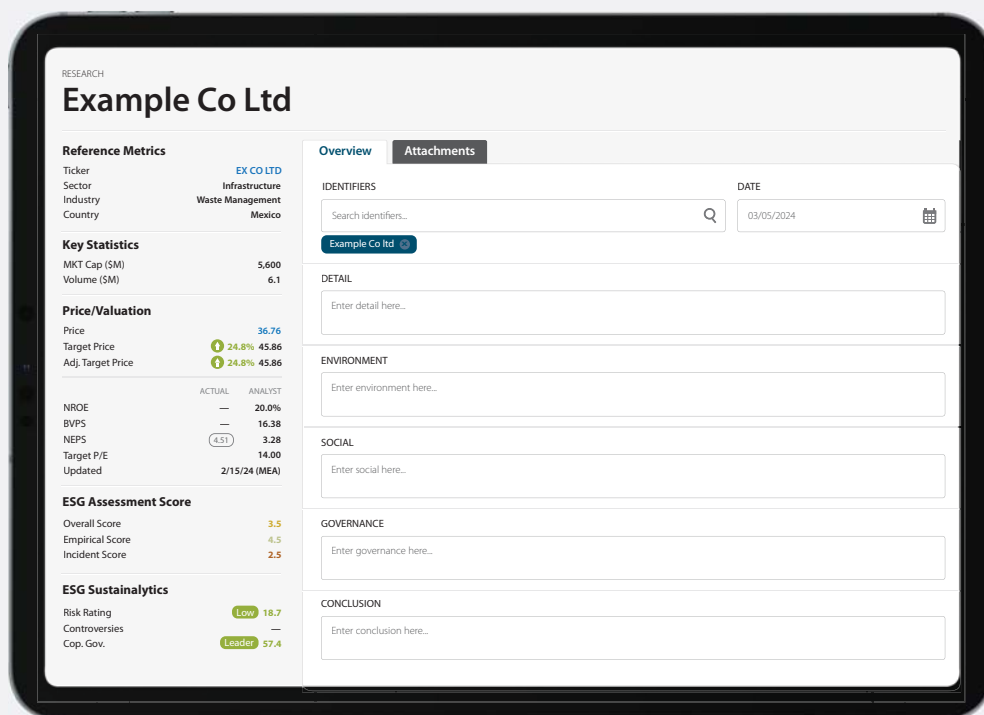 RESEARCH
Example Co Ltd
Reference Metrics
Ticker EX CO LTD
Sector Infrastructure
Industry Waste Management
Country Mexico
Key Statistics
MKT Cap ($M) 5,600
Volume ($M) 6.1
Price/Valuation
Price 36.76
Target Price 24.8% 45.86
Adj. Target Price 24.8% 45.86
ACTUAL ANALYST
NROE — 20.0%
BVPS — 16.38
NEPS 4.51 3.28
Target P/E 14.00
Updated 2/15/24 (MEA)
ESG Assessment Score
Overall Score 3.5
Empirical Score 4.5
Incident Score 2.5
ESG Sustainalytics
Risk Rating Low 18.7
Controversies —
Cop. Gov. Leader 57.4
Overview Attachments
IDENTIFIERS DATE
Search identifiers... 03/05/2024
Example Co ltd
DETAIL
Enter detail here...
ENVIRONMENT
Enter environment here...
SOCIAL
Enter social here...
GOVERNANCE
Enter governance here...
CONCLUSION
Enter conclusion here...